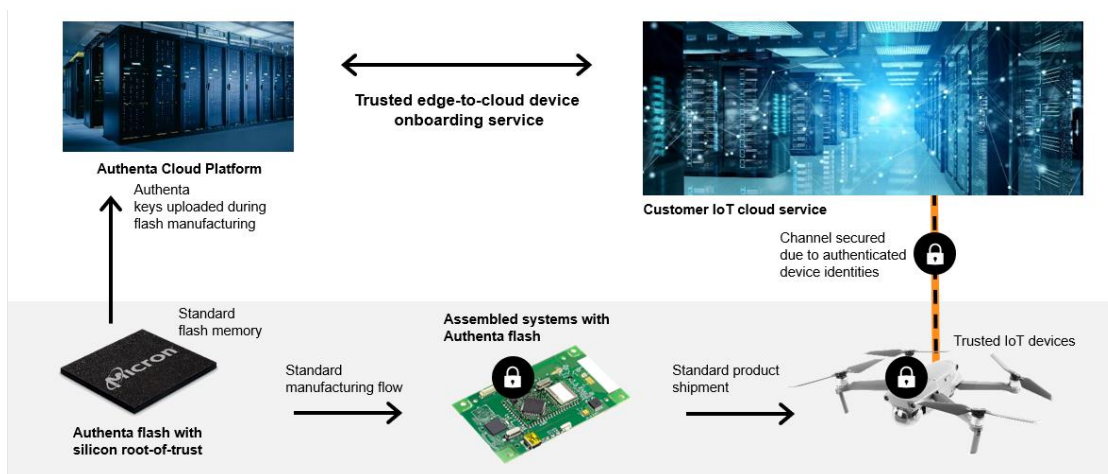 Trusted edge-to-cloud device
onboarding service
Authenta Cloud Platform
Authenta
keys uploaded during
flash manufacturing
Customer IoT cloud service
Channel secured
due to authenticated
device identities
Standard
flash memory
Micron
Authenta flash with
silicon root-of-trust
Standard
manufacturing flow
Assembled systems with
Authenta flash
Standard product
shipment
Trusted IoT devices